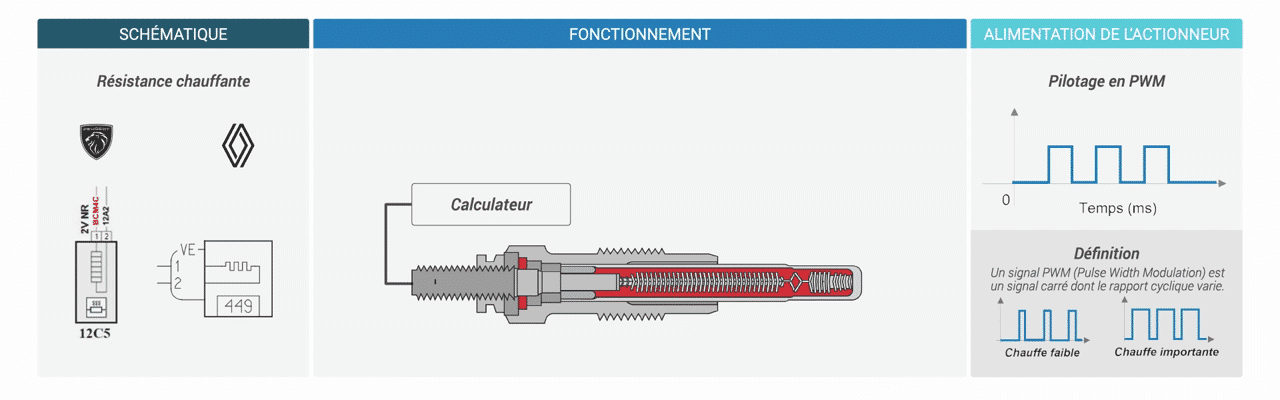 SCHÉMATIQUE
Résistance chauffante
PEUGEOT
2V NR
BCM4C
12A2
1 2
12C5
VE
1
2
449
FONCTIONNEMENT
Calculateur
ALIMENTATION DE L'ACTIONNEUR
Pilotage en PWM
0
Temps (ms)
Définition
Un signal PWM (Pulse Width Modulation) est
un signal carré dont le rapport cyclique varie.
Chauffe faible
Chauffe importante